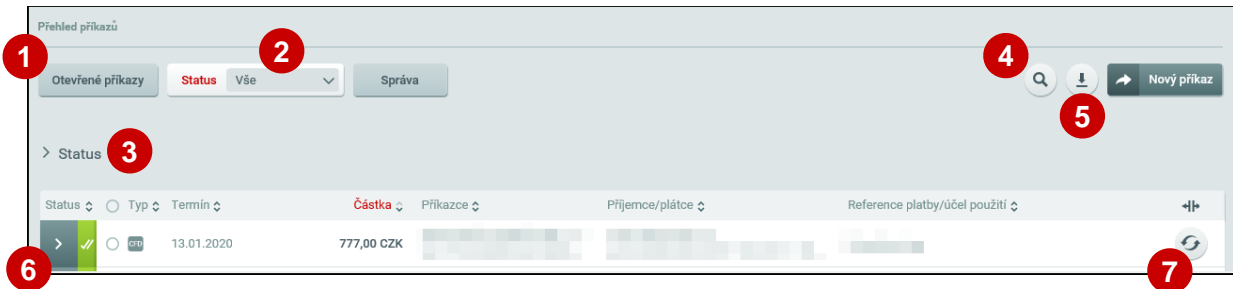 Přehled příkazů
1
2
4
Otevřené příkazy Status Vše Správa Nový příkaz
5
Status 3
Status Typ Termín Částka Příkazce Příjemce/plátce Reference platby/účel použití
CFD 13.01.2020 777,00 CZK
6
7